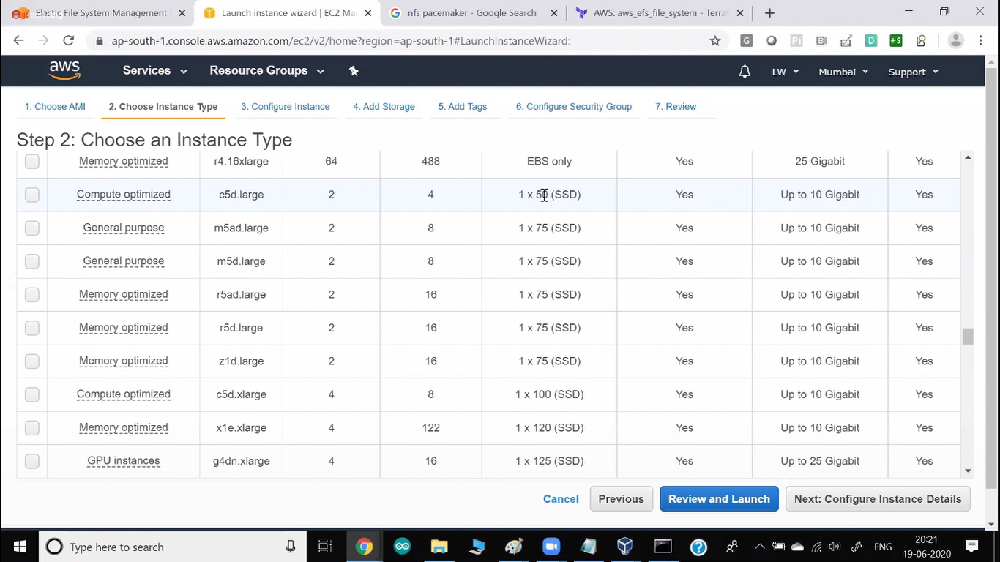 Elastic File System Management
Launch instance wizard | EC2 Ma
nfs pacemaker - Google Search
AWS: aws_efs_file_system - Terraf
ap-south-1.console.aws.amazon.com/ec2/v2/home?region=ap-south-1#LaunchInstanceWizard:
aws Services Resource Groups LW Mumbai Support
1. Choose AMI 2. Choose Instance Type 3. Configure Instance 4. Add Storage 5. Add Tags 6. Configure Security Group 7. Review
Step 2: Choose an Instance Type
Memory optimized r4.16xlarge 64 488 EBS only Yes 25 Gigabit Yes
Compute optimized c5d.large 2 4 1 x 50 (SSD) Yes Up to 10 Gigabit Yes
General purpose m5ad.large 2 8 1 x 75 (SSD) Yes Up to 10 Gigabit Yes
General purpose m5d.large 2 8 1 x 75 (SSD) Yes Up to 10 Gigabit Yes
Memory optimized r5ad.large 2 16 1 x 75 (SSD) Yes Up to 10 Gigabit Yes
Memory optimized r5d.large 2 16 1 x 75 (SSD) Yes Up to 10 Gigabit Yes
Memory optimized z1d.large 2 16 1 x 75 (SSD) Yes Up to 10 Gigabit Yes
Compute optimized c5d.xlarge 4 8 1 x 100 (SSD) Yes Up to 10 Gigabit Yes
Memory optimized x1e.xlarge 4 122 1 x 120 (SSD) Yes Up to 10 Gigabit Yes
GPU instances g4dn.xlarge 4 16 1 x 125 (SSD) Yes Up to 25 Gigabit Yes
Cancel Previous Review and Launch Next: Configure Instance Details
Type here to search ENG 20:21
19-06-2020